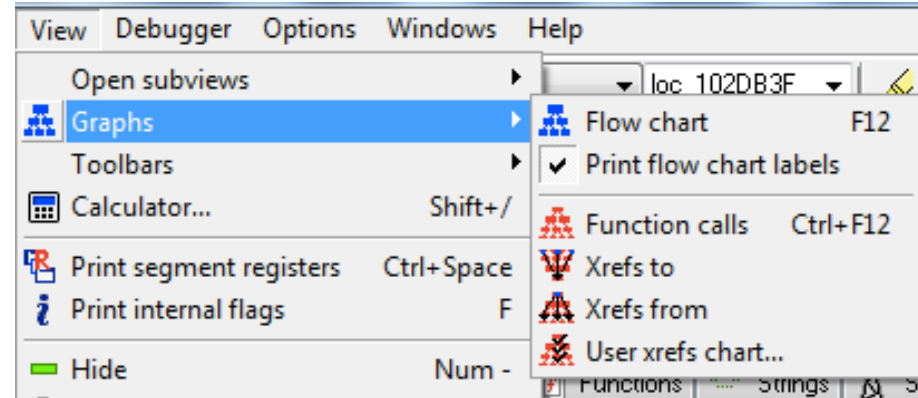 View Debugger Options Windows Help
Open subviews
loc_102DB3F
Graphs
Flow chart F12
Toolbars
Print flow chart labels
Calculator... Shift+/
Function calls Ctrl+F12
Print segment registers Ctrl+Space
Xrefs to
Print internal flags F
Xrefs from
User xrefs chart...
Hide Num -
Functions Strings